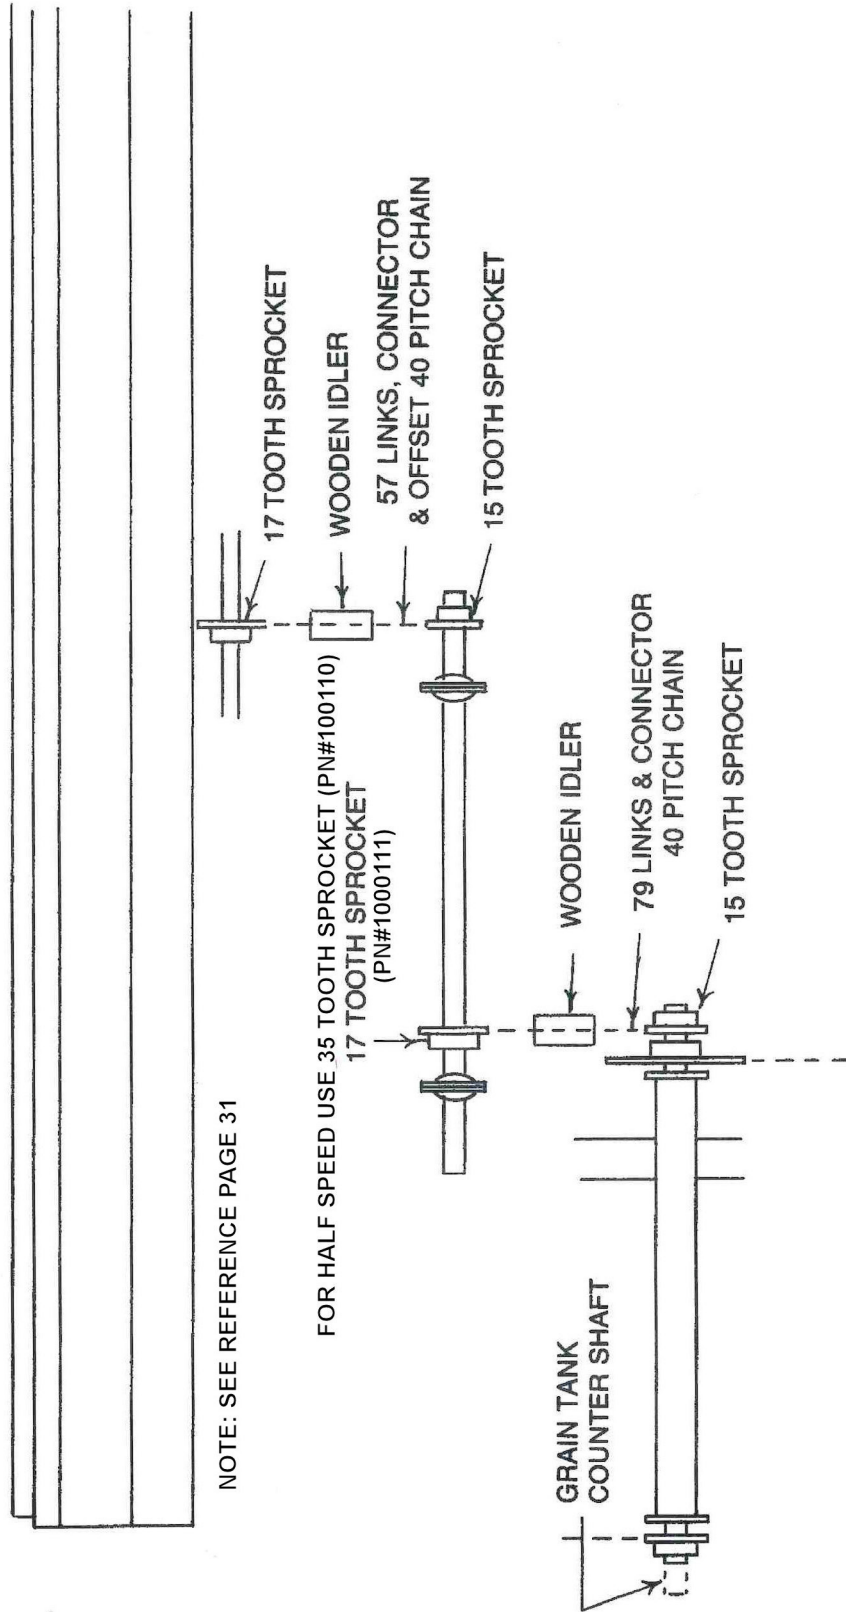 17 TOOTH SPROCKET
WOODEN IDLER
57 LINKS, CONNECTOR
& OFFSET 40 PITCH CHAIN
15 TOOTH SPROCKET
NOTE: SEE REFERENCE PAGE 31
FOR HALF SPEED USE 35 TOOTH SPROCKET (PN#100110)
17 TOOTH SPROCKET
(PN#1000111)
WOODEN IDLER
79 LINKS & CONNECTOR
40 PITCH CHAIN
15 TOOTH SPROCKET
GRAIN TANK
COUNTER SHAFT